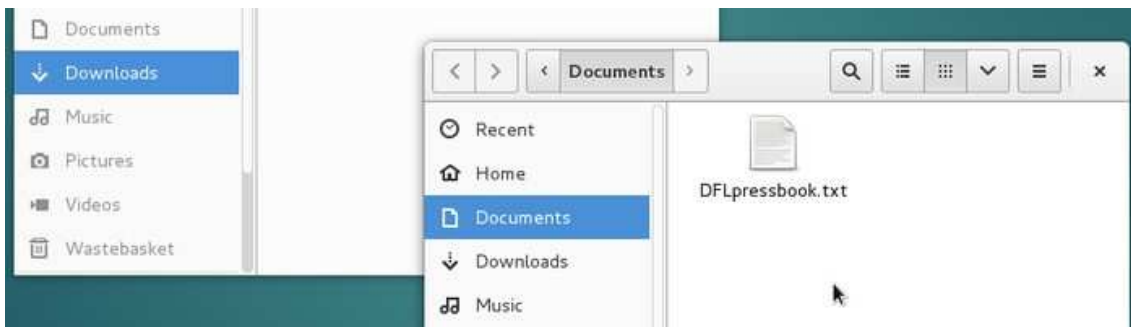 Documents
Downloads
Music
Pictures
Videos
Wastebasket
Documents
Recent
Home
Documents
Downloads
Music
DFLpressbook.txt